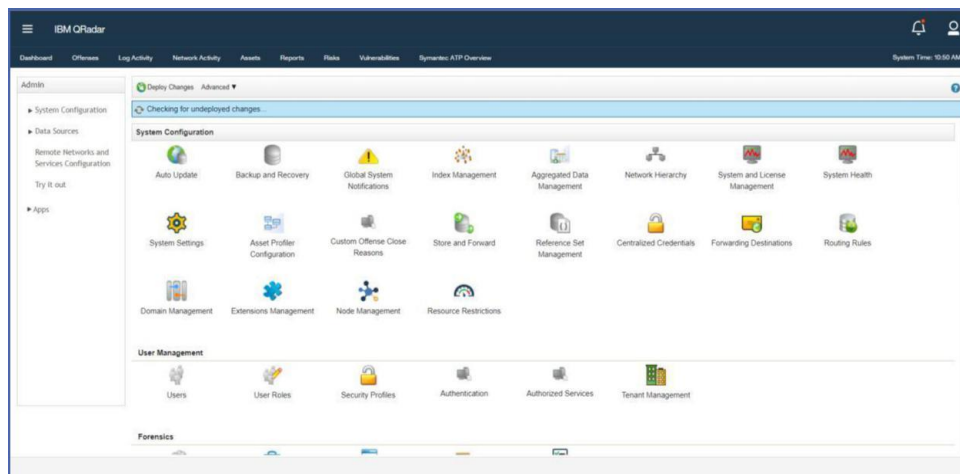 IBM QRadar
Dashboard Offenses Log Activity Network Activity Assets Reports Risks Vulnerabilities Symantec ATP Overview System Time: 10:50 AM
Admin
Deploy Changes Advanced ▼
Checking for undeployed changes...
System Configuration
Data Sources
Remote Networks and
Services Configuration
Try it out
Apps
System Configuration
Auto Update
Backup and Recovery
Global System
Notifications
Index Management
Aggregated Data
Management
Network Hierarchy
System and License
Management
System Health
System Settings
Asset Profiler
Configuration
Custom Offense Close
Reasons
Store and Forward
Reference Set
Management
Centralized Credentials
Forwarding Destinations
Routing Rules
Domain Management
Extensions Management
Node Management
Resource Restrictions
User Management
Users
User Roles
Security Profiles
Authentication
Authorized Services
Tenant Management
Forensics